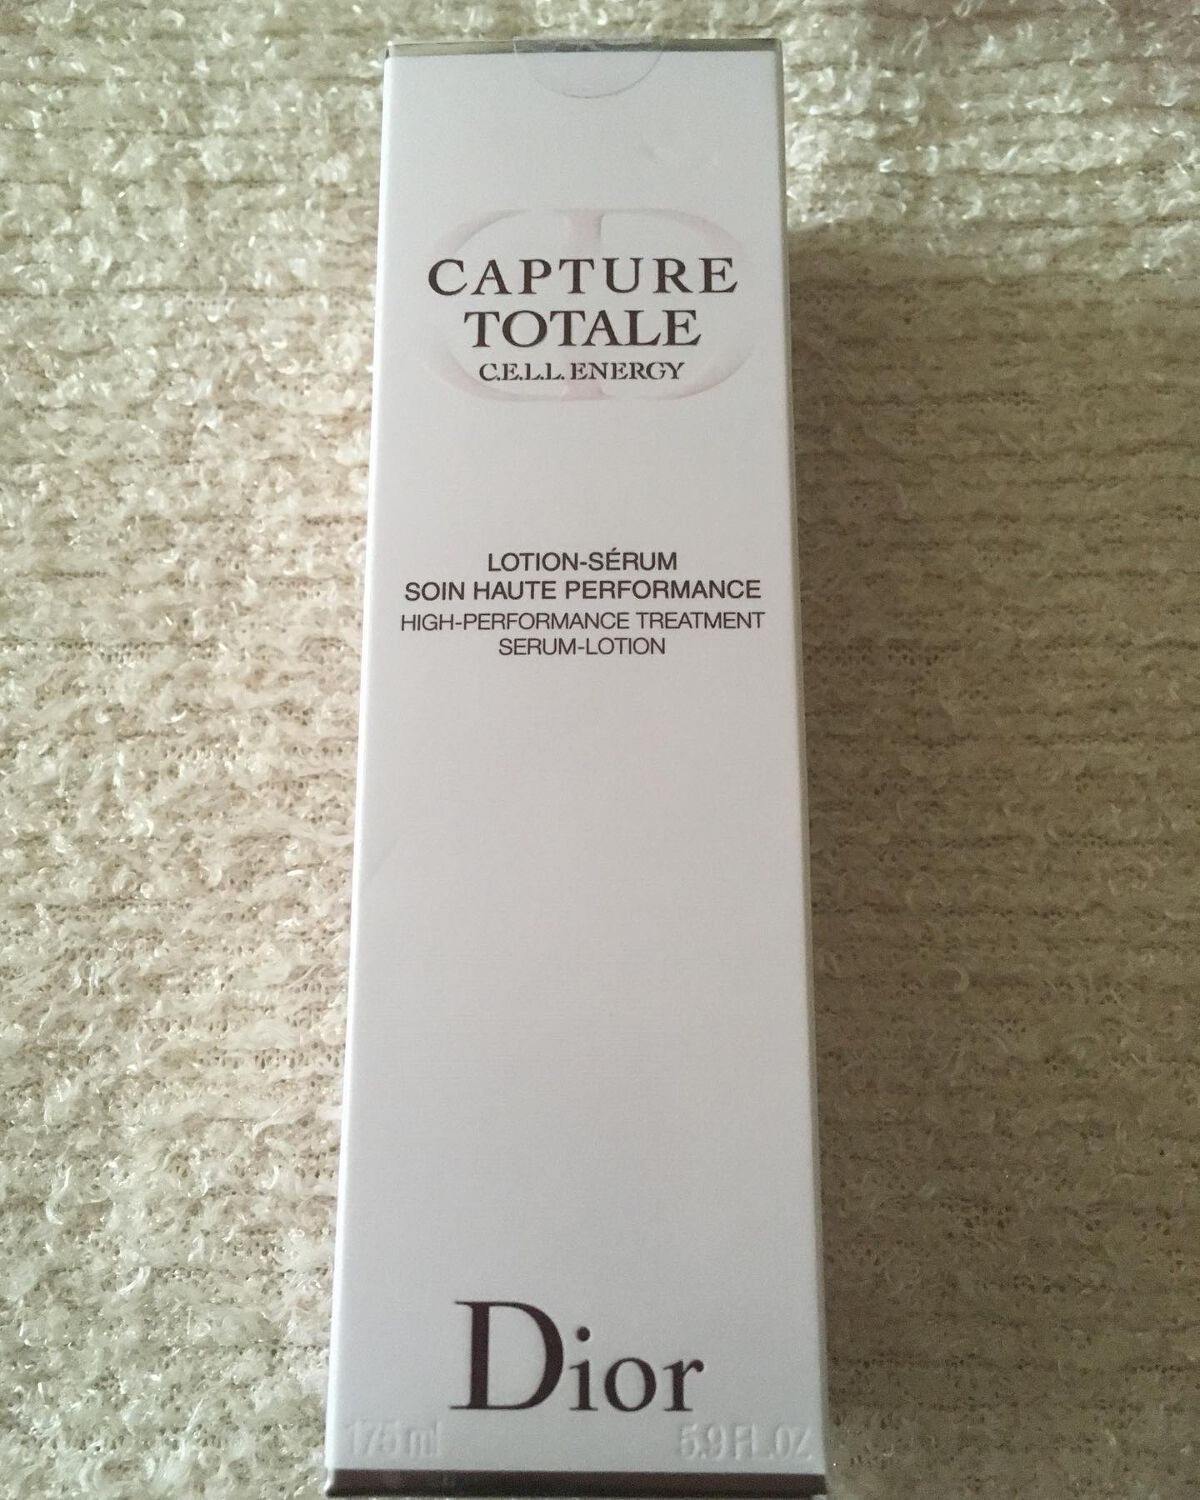 CAPTURE
TOTALE
C.E.L.L. ENERGY
LOTION-SÉRUM
SOIN HAUTE PERFORMANCE
HIGH-PERFORMANCE TREATMENT
SERUM-LOTION
Dior
175 ml 5.9 FL.OZ